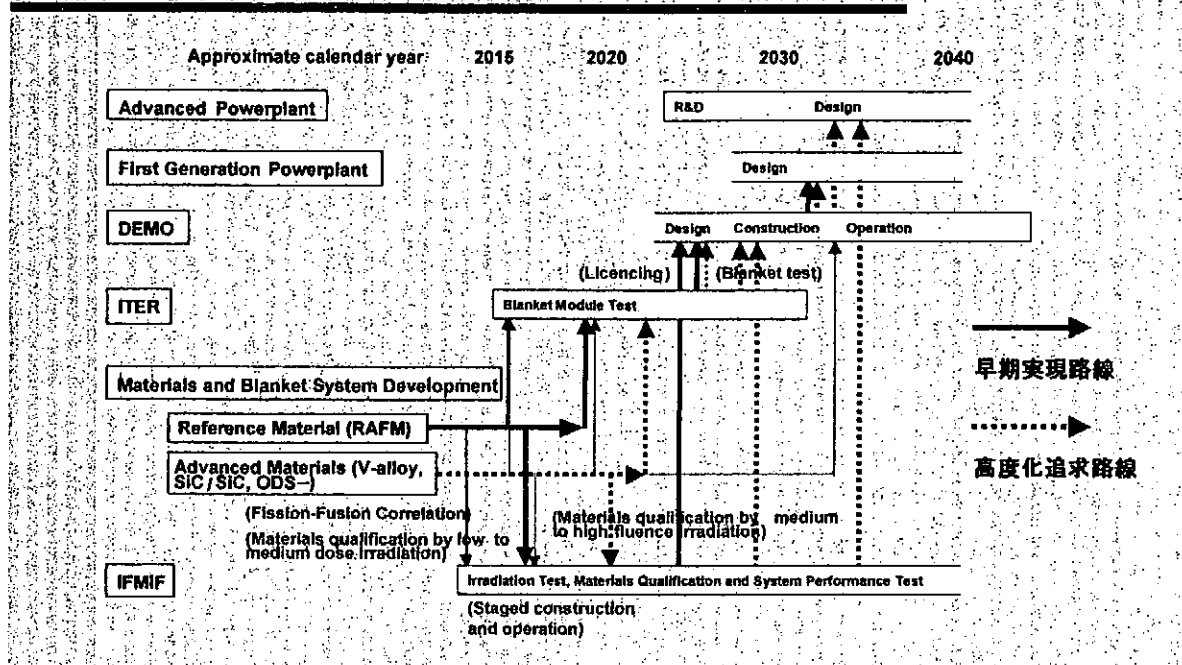 Approximate calendar year 2015 2020 2030 2040
Advanced Powerplant
R&D Design
First Generation Powerplant
Design
DEMO
Design Construction Operation
(Licencing) (Blanket test)
ITER
Blanket Module Test
早期実現路線
Materials and Blanket System Development
Reference Material (RAFM)
Advanced Materials (V-alloy,
SiC/SiC, ODS–)
高度化追求路線
(Fission-Fusion Correlation)
(Materials qualification by low to
medium dose irradiation)
(Materials qualification by medium
to high fluence irradiation)
IFMIF
Irradiation Test, Materials Qualification and System Performance Test
(Staged construction
and operation)